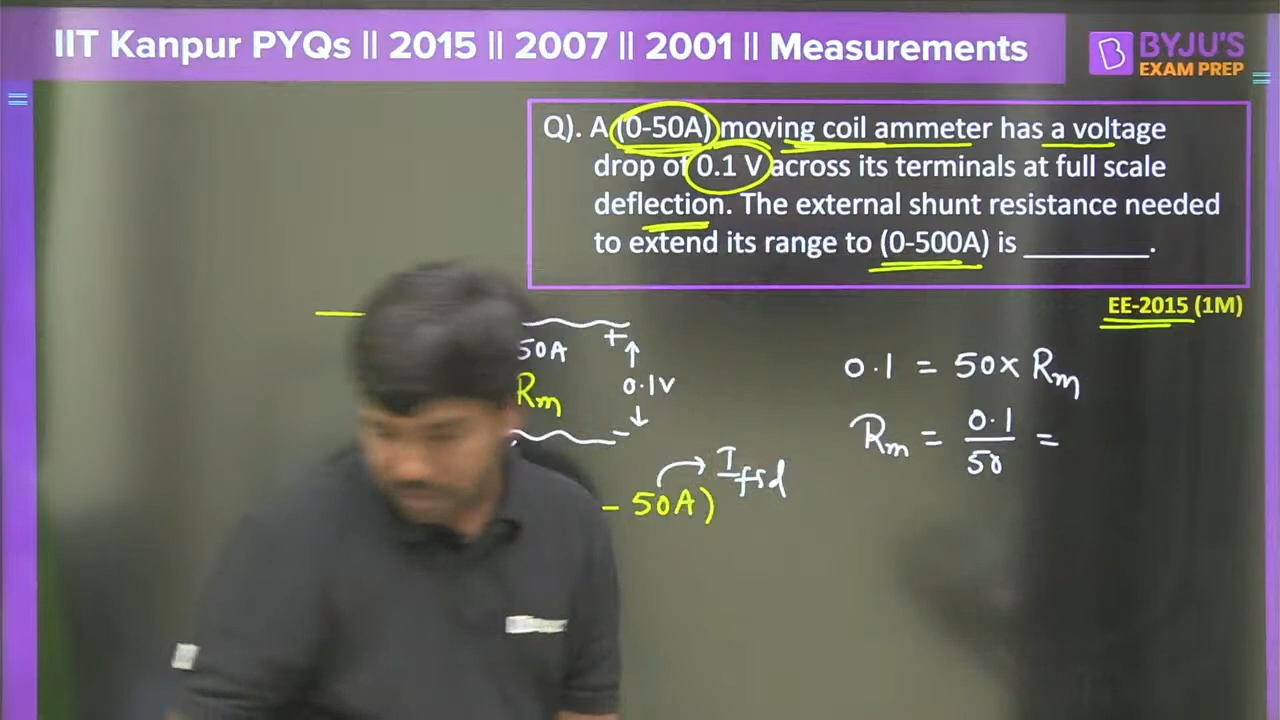 IIT Kanpur PYQs || 2015 || 2007 || 2001 || Measurements
BYJU'S
EXAM PREP
Q). A (0-50A) moving coil ammeter has a voltage
drop of 0.1 V across its terminals at full scale
deflection. The external shunt resistance needed
to extend its range to (0-500A) is ________.
EE-2015 (1M)
50A +
0.1V
Rm
-
- 50A) → Ifsd
0.1 = 50 x Rm
Rm = 0.1/50 =